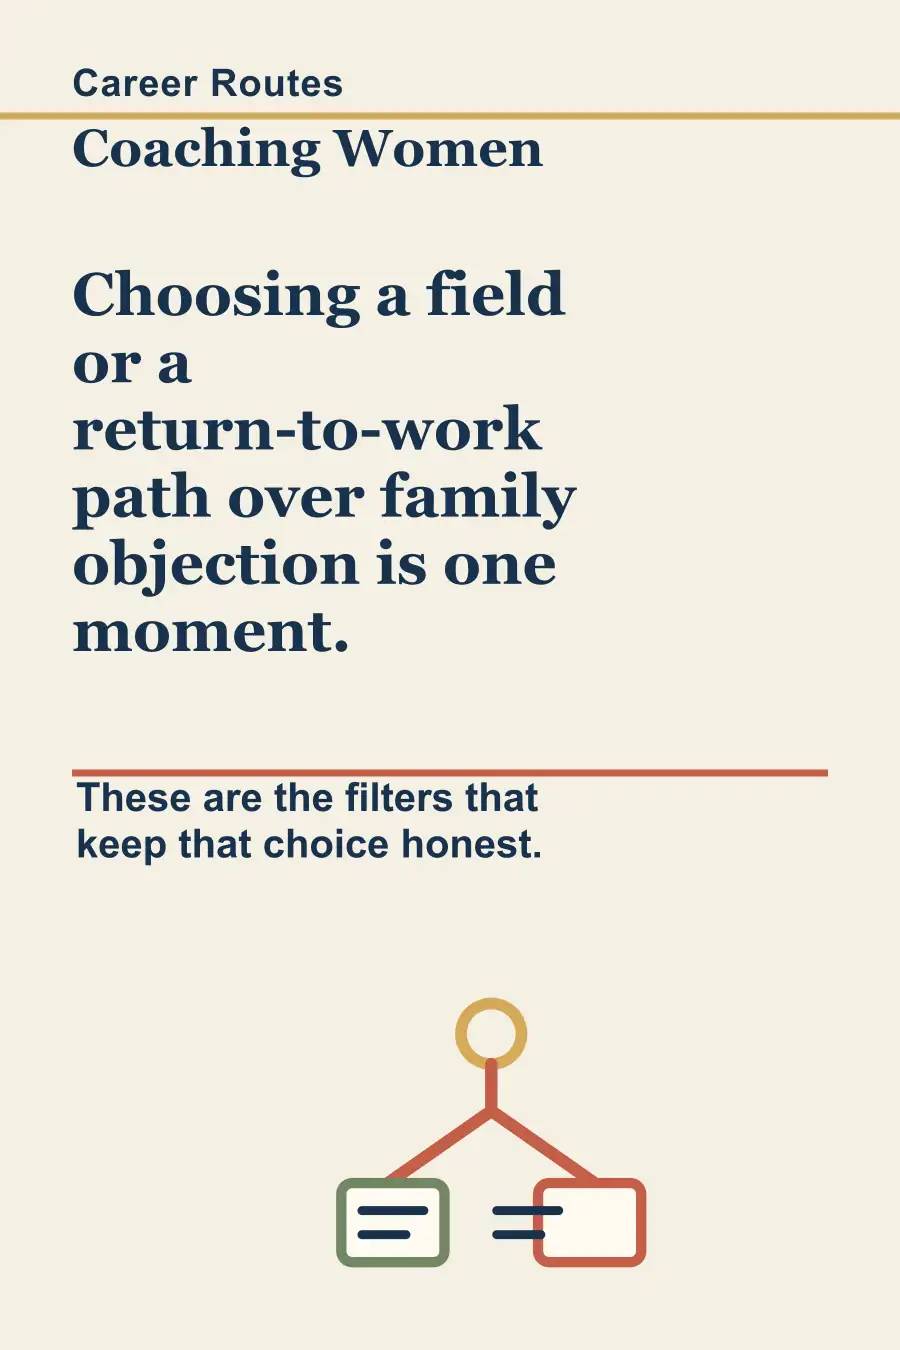 Career Routes
Coaching Women
Choosing a field
or a
return-to-work
path over family
objection is one
moment.
These are the filters that
keep that choice honest.